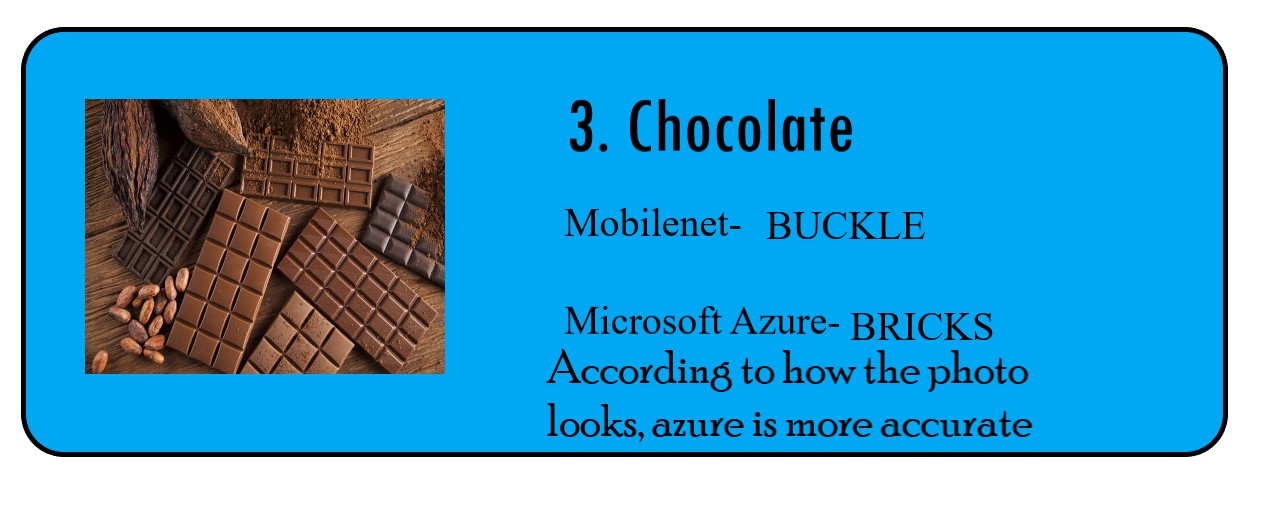 3. Chocolate
Mobilenet- BUCKLE
Microsoft Azure- BRICKS
According to how the photo
looks, azure is more accurate